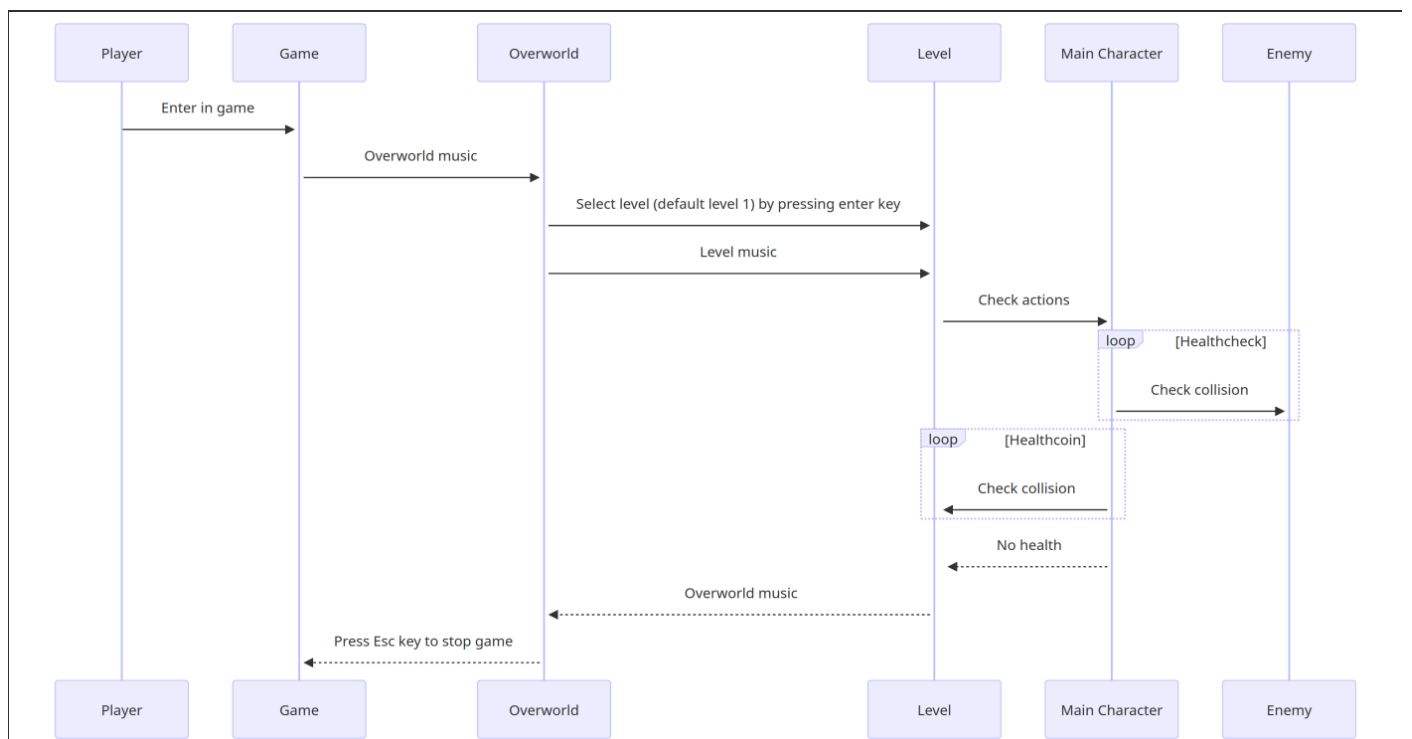 Player
Game
Overworld
Level
Main Character
Enemy
Enter in game
Overworld music
Select level (default level 1) by pressing enter key
Level music
Check actions
loop
[Healthcheck]
Check collision
loop
[Healthcoin]
Check collision
No health
Overworld music
Press Esc key to stop game
Player
Game
Overworld
Level
Main Character
Enemy